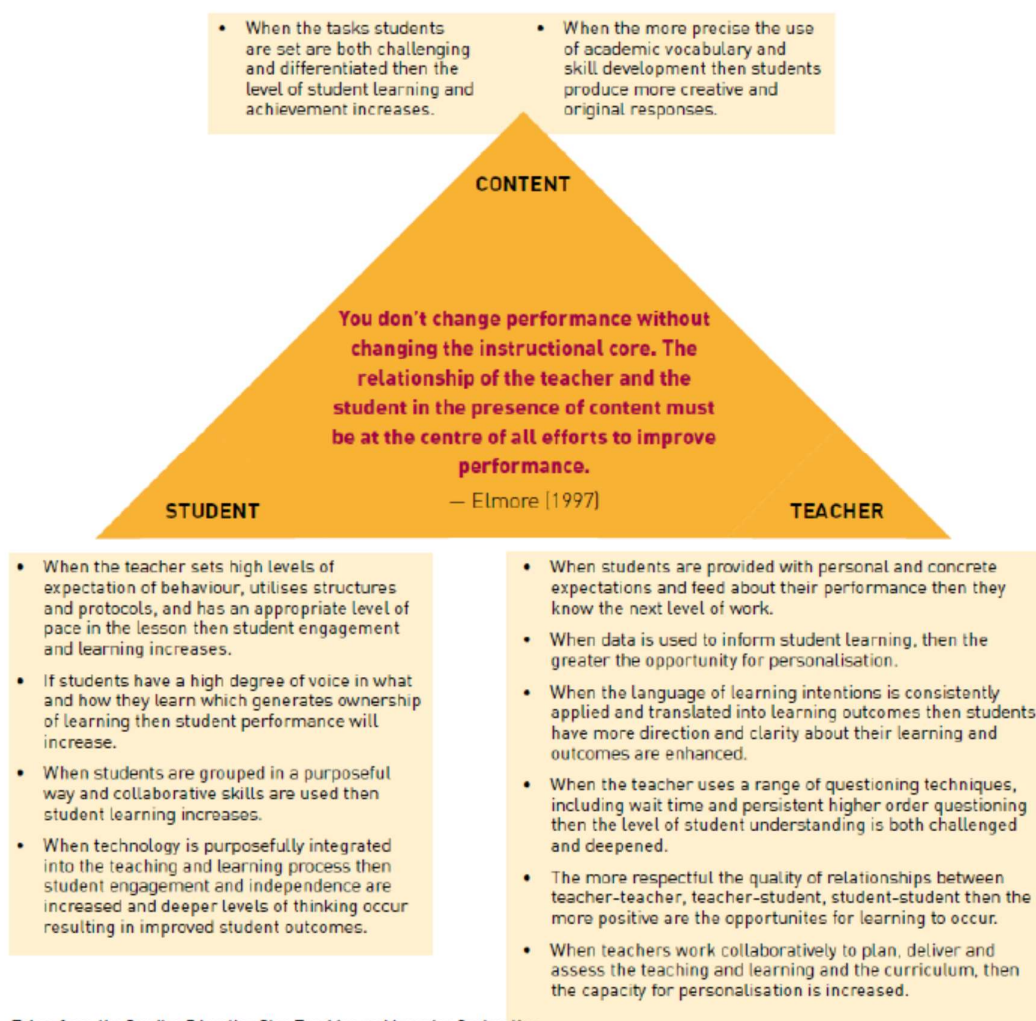 • When the tasks students
are set are both challenging
and differentiated then the
level of student learning and
achievement increases.
• When the more precise the use
of academic vocabulary and
skill development then students
produce more creative and
original responses.
CONTENT
You don't change performance without
changing the instructional core. The
relationship of the teacher and the
student in the presence of content must
be at the centre of all efforts to improve
performance.
— Elmore (1997)
STUDENT
TEACHER
• When the teacher sets high levels of
expectation of behaviour, utilises structures
and protocols, and has an appropriate level of
pace in the lesson then student engagement
and learning increases.
• If students have a high degree of voice in what
and how they learn which generates ownership
of learning then student performance will
increase.
• When students are grouped in a purposeful
way and collaborative skills are used then
student learning increases.
• When technology is purposefully integrated
into the teaching and learning process then
student engagement and independence are
increased and deeper levels of thinking occur
resulting in improved student outcomes.
• When students are provided with personal and concrete
expectations and feed about their performance then they
know the next level of work.
• When data is used to inform student learning, then the
greater the opportunity for personalisation.
• When the language of learning intentions is consistently
applied and translated into learning outcomes then students
have more direction and clarity about their learning and
outcomes are enhanced.
• When the teacher uses a range of questioning techniques,
including wait time and persistent higher order questioning
then the level of student understanding is both challenged
and deepened.
• The more respectful the quality of relationships between
teacher-teacher, teacher-student, student-student then the
more positive are the opportunites for learning to occur.
• When teachers work collaboratively to plan, deliver and
assess the teaching and learning and the curriculum, then
the capacity for personalisation is increased.